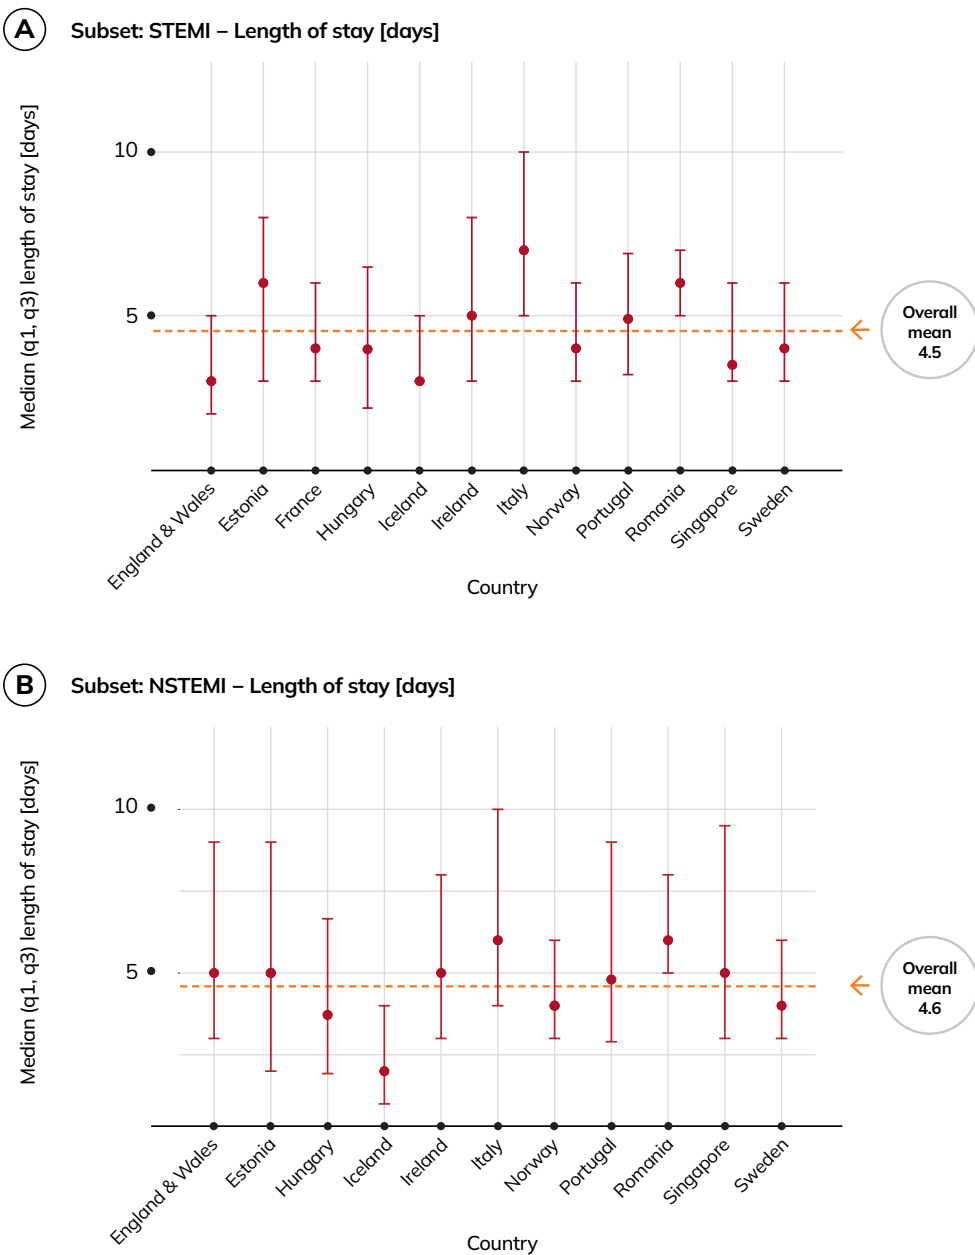 A
Subset: STEMI – Length of stay [days]
Median (q1, q3) length of stay [days]
10
5
Overall
mean
4.5
England & Wales
Estonia
France
Hungary
Iceland
Ireland
Italy
Norway
Portugal
Romania
Singapore
Sweden
Country
B
Subset: NSTEMI – Length of stay [days]
Median (q1, q3) length of stay [days]
10
5
Overall
mean
4.6
England & Wales
Estonia
Hungary
Iceland
Ireland
Italy
Norway
Portugal
Romania
Singapore
Sweden
Country